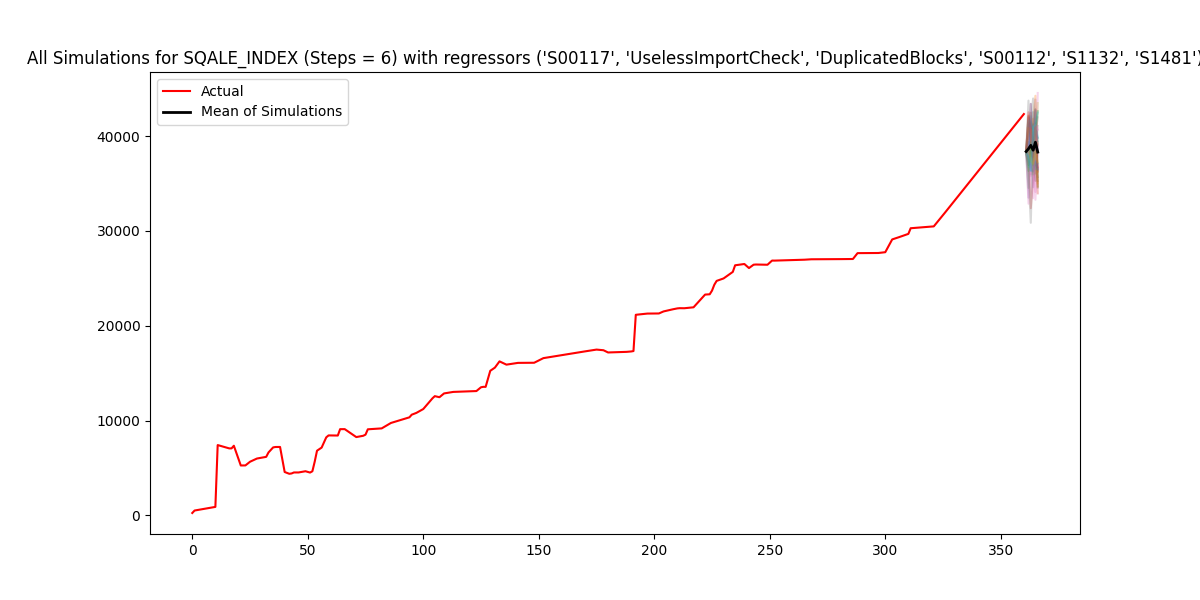 All Simulations for SQALE_INDEX (Steps = 6) with regressors ('S00117', 'UselessImportCheck', 'DuplicatedBlocks', 'S00112', 'S1132', 'S1481')
Actual
Mean of Simulations
40000
30000
20000
10000
0
0 50 100 150 200 250 300 350